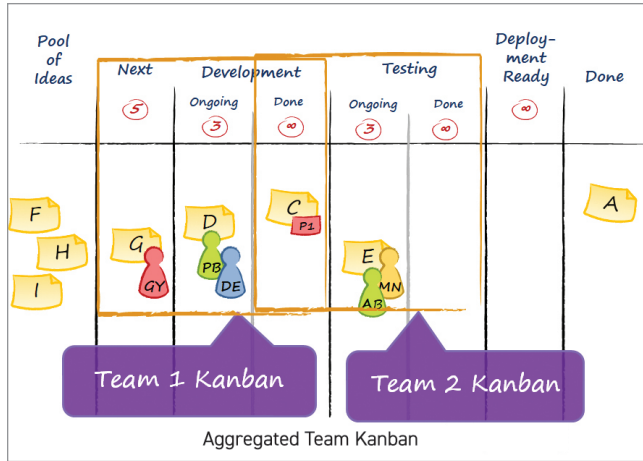 Pool
of
Ideas
Next
Development
Testing
Deploy-
ment
Ready
Done
Ongoing
Done
Ongoing
Done
5
3
∞
3
∞
∞
F
H
I
G
GY
D
PB
DE
C
P1
E
MN
AB
A
Team 1 Kanban
Team 2 Kanban
Aggregated Team Kanban